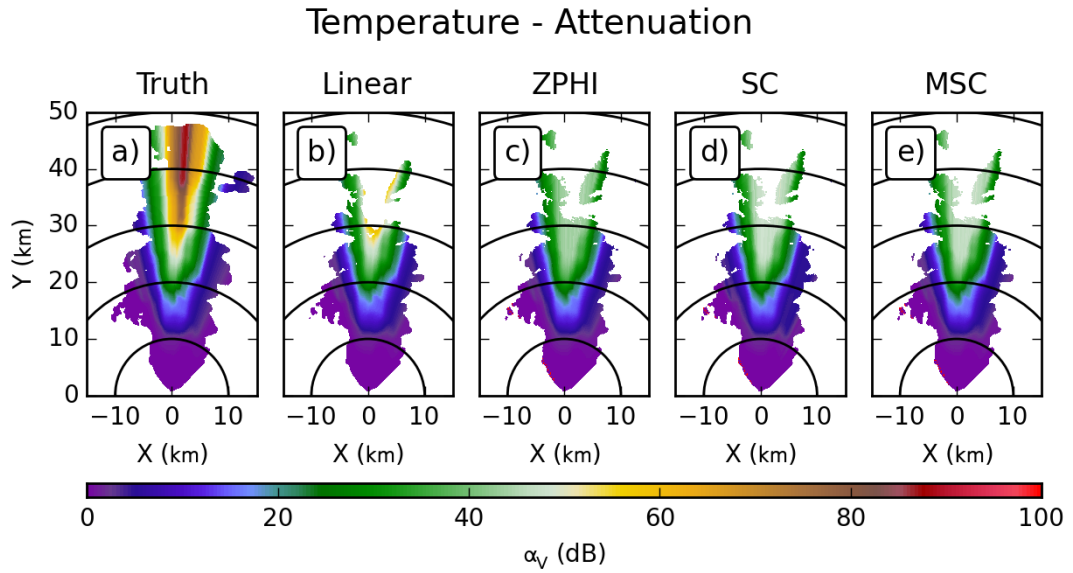 Temperature - Attenuation
Truth Linear ZPHI SC MSC
a) b) c) d) e)
50
40
30
20
10
0
Y (km)
−10 0 10 −10 0 10 −10 0 10 −10 0 10 −10 0 10
X (km) X (km) X (km) X (km) X (km)
0 20 40 60 80 100
α_V (dB)